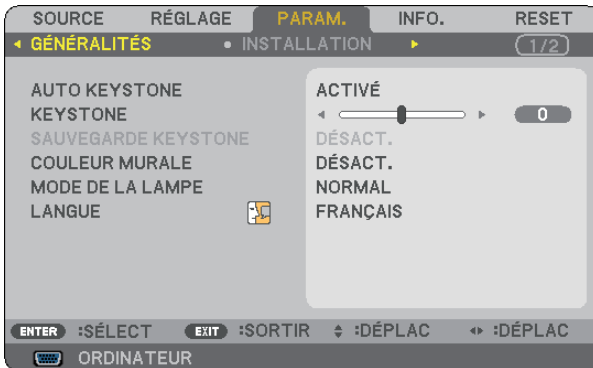 SOURCE RÉGLAGE PARAM. INFO. RESET
GÉNÉRALITÉS • INSTALLATION 1/2
AUTO KEYSTONE ACTIVÉ
KEYSTONE 0
SAUVEGARDE KEYSTONE DÉSACT.
COULEUR MURALE DÉSACT.
MODE DE LA LAMPE NORMAL
LANGUE FRANÇAIS
ENTER :SÉLECT EXIT :SORTIR :DÉPLAC :DÉPLAC
ORDINATEUR